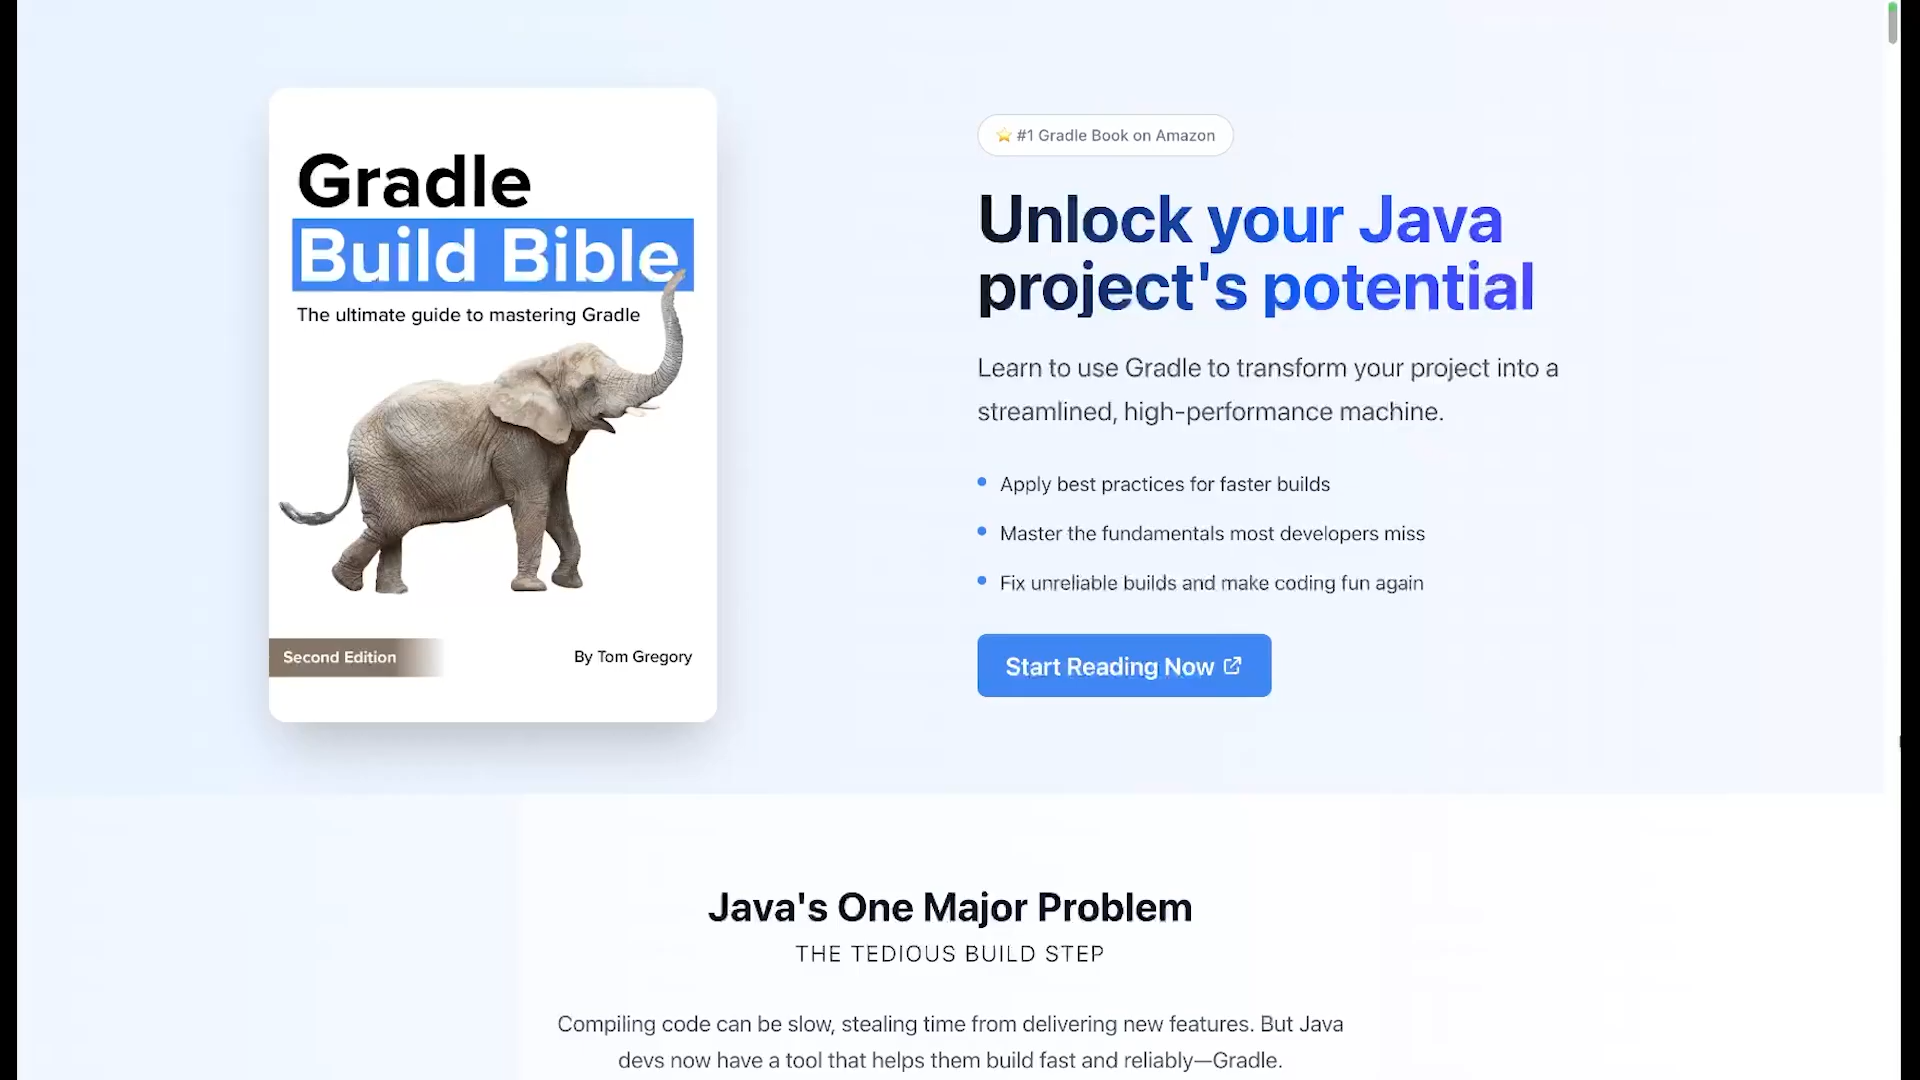 Gradle
Build Bible
The ultimate guide to mastering Gradle
Second Edition
By Tom Gregory
⭐ #1 Gradle Book on Amazon
Unlock your Java
project's potential
Learn to use Gradle to transform your project into a
streamlined, high-performance machine.
Apply best practices for faster builds
Master the fundamentals most developers miss
Fix unreliable builds and make coding fun again
Start Reading Now
Java's One Major Problem
THE TEDIOUS BUILD STEP
Compiling code can be slow, stealing time from delivering new features. But Java
devs now have a tool that helps them build fast and reliably—Gradle.